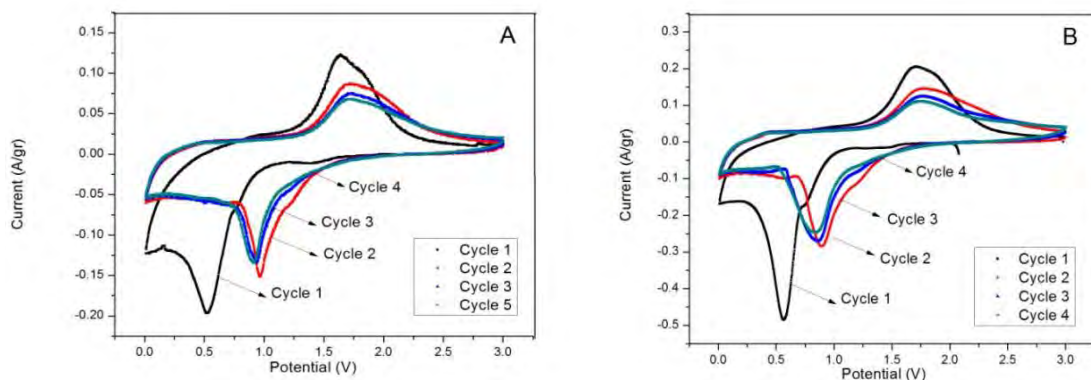 A
Current (A/gr)
0.15
0.10
0.05
0.00
-0.05
-0.10
-0.15
-0.20
Cycle 4
Cycle 3
Cycle 2
Cycle 1
Cycle 1
Cycle 2
Cycle 3
Cycle 5
0.0 0.5 1.0 1.5 2.0 2.5 3.0
Potential (V)
B
Current (A/gr)
0.3
0.2
0.1
0.0
-0.1
-0.2
-0.3
-0.4
-0.5
Cycle 4
Cycle 3
Cycle 2
Cycle 1
Cycle 1
Cycle 2
Cycle 3
Cycle 4
0.0 0.5 1.0 1.5 2.0 2.5 3.0
Potential (V)